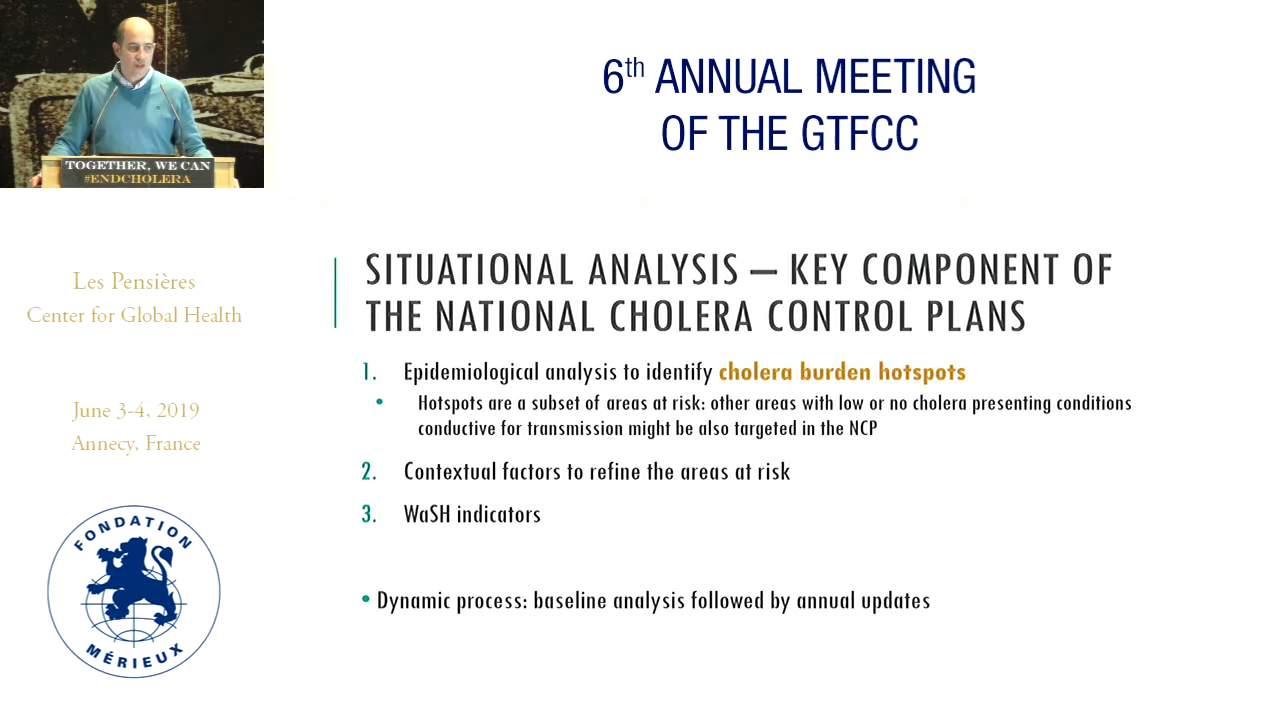 6th ANNUAL MEETING
OF THE GTFCC
TOGETHER, WE CAN
#ENDCHOLERA
Les Pensières
Center for Global Health
June 3-4, 2019
Annecy, France
FONDATION
MÉRIEUX
SITUATIONAL ANALYSIS – KEY COMPONENT OF
THE NATIONAL CHOLERA CONTROL PLANS
1. Epidemiological analysis to identify cholera burden hotspots
• Hotspots are a subset of areas at risk: other areas with low or no cholera presenting conditions
conductive for transmission might be also targeted in the NCP
2. Contextual factors to refine the areas at risk
3. WaSH indicators
• Dynamic process: baseline analysis followed by annual updates